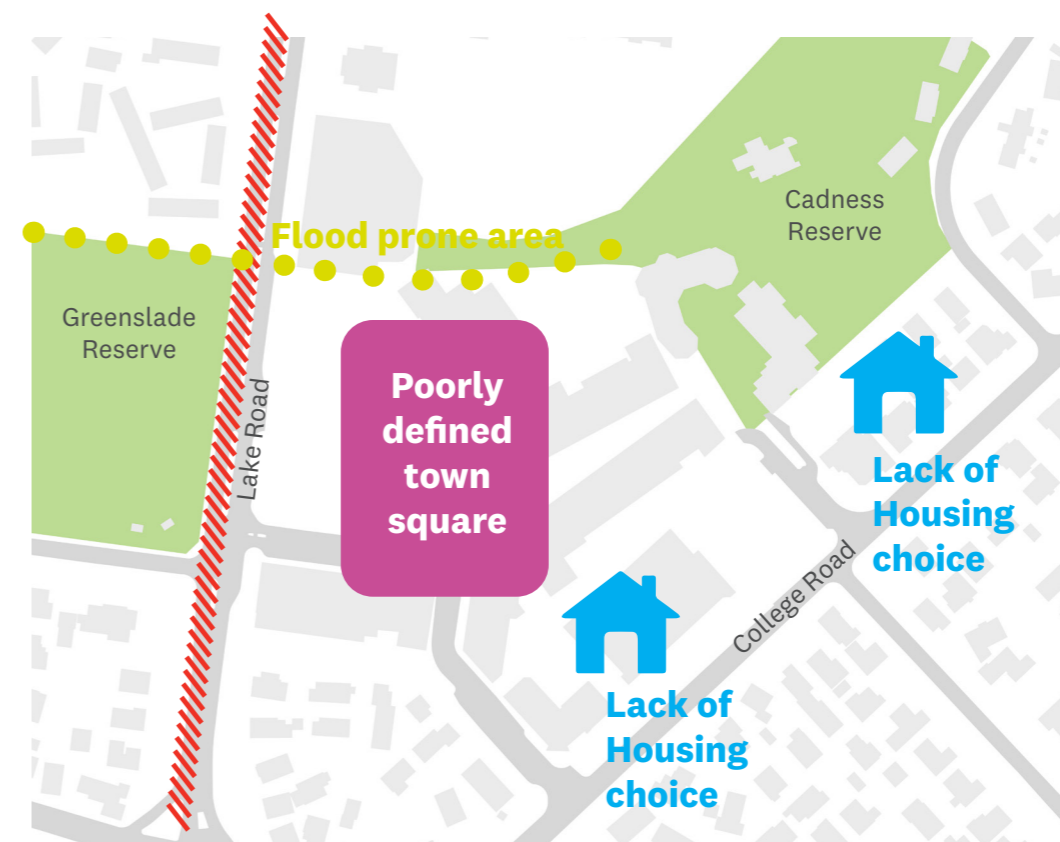 Cadness
Reserve
Flood prone area
Greenslade
Reserve
Lake Road
Poorly
defined
town
square
Lack of
Housing
choice
College Road
Lack of
Housing
choice